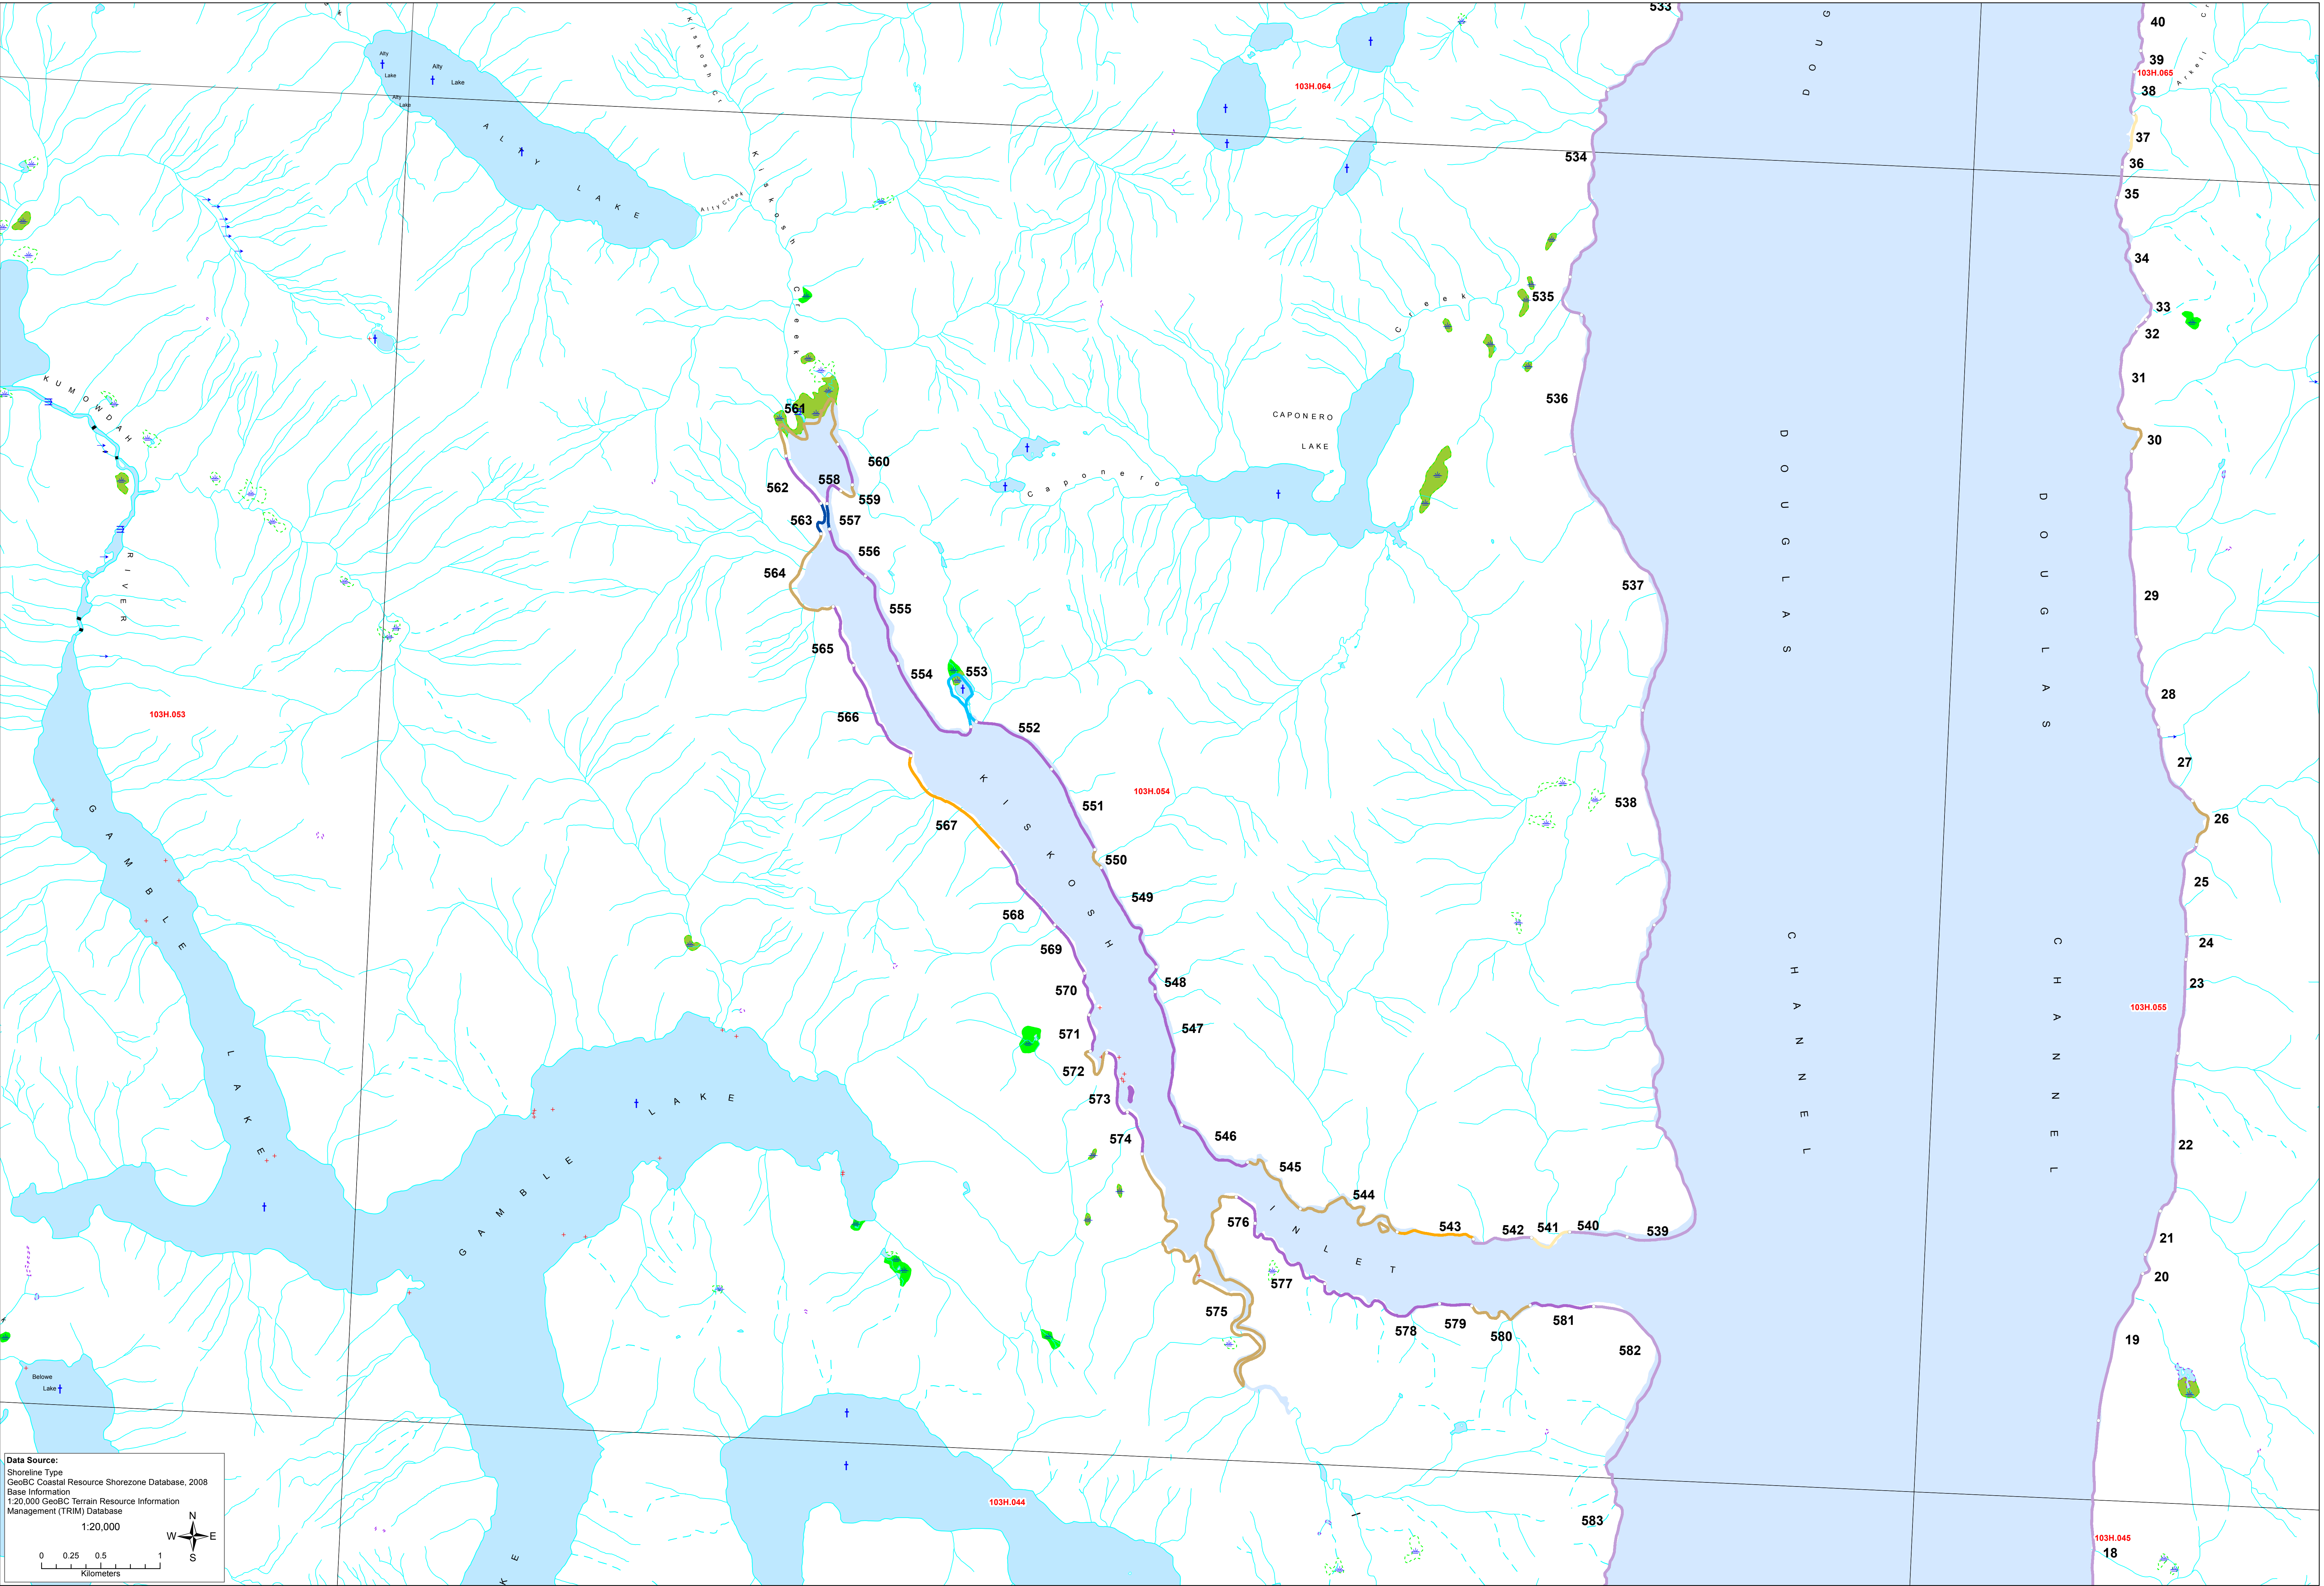 533
40
39
103H.065
38
37
36
35
34
33
32
31
30
29
28
27
26
25
24
23
103H.055
22
21
20
19
103H.045
18
Arkell Cr
Alty
Lake
Alty
Lake
Alty
Lake
ALTY LAKE
Alty Creek
Kiskosh Cr
Kiskosh Creek
103H.064
534
535
536
537
538
539
540
541
542
543
544
545
546
547
548
549
550
551
552
553
554
555
556
557
558
559
560
561
562
563
564
565
566
567
568
569
570
571
572
573
574
575
576
577
578
579
580
581
582
583
CAPONERO
LAKE
Caponero Creek
KUMOWDAH RIVER
103H.053
103H.054
103H.044
GAMBLE LAKE
GAMBLE LAKE
KISKOSH INLET
DOUGLAS CHANNEL
DOUGLAS CHANNEL
Belowe
Lake
Data Source:
Shoreline Type
GeoBC Coastal Resource Shorezone Database, 2008
Base Information
1:20,000 GeoBC Terrain Resource Information
Management (TRIM) Database
1:20,000
N
W E
S
0 0.25 0.5 1
Kilometers